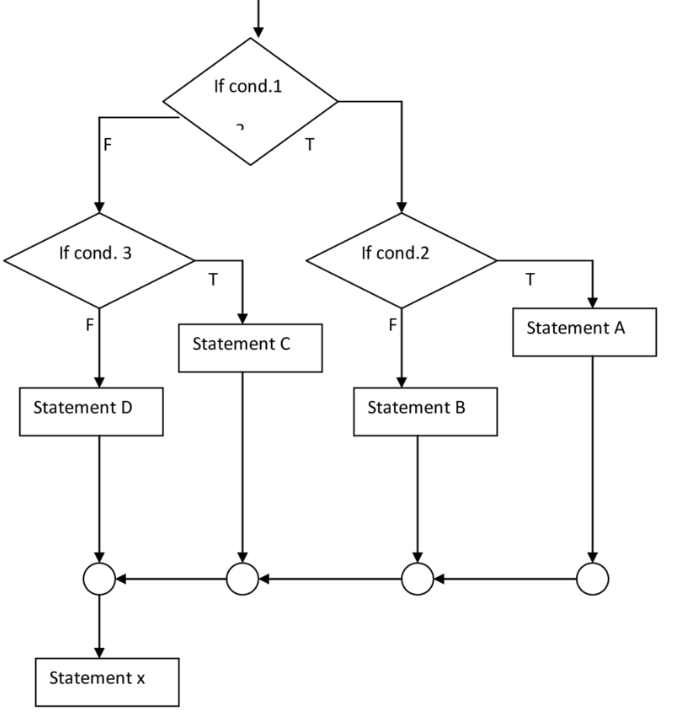 If cond.1
?
F
T
If cond. 3
If cond.2
T
T
F
F
Statement C
Statement A
Statement D
Statement B
Statement x